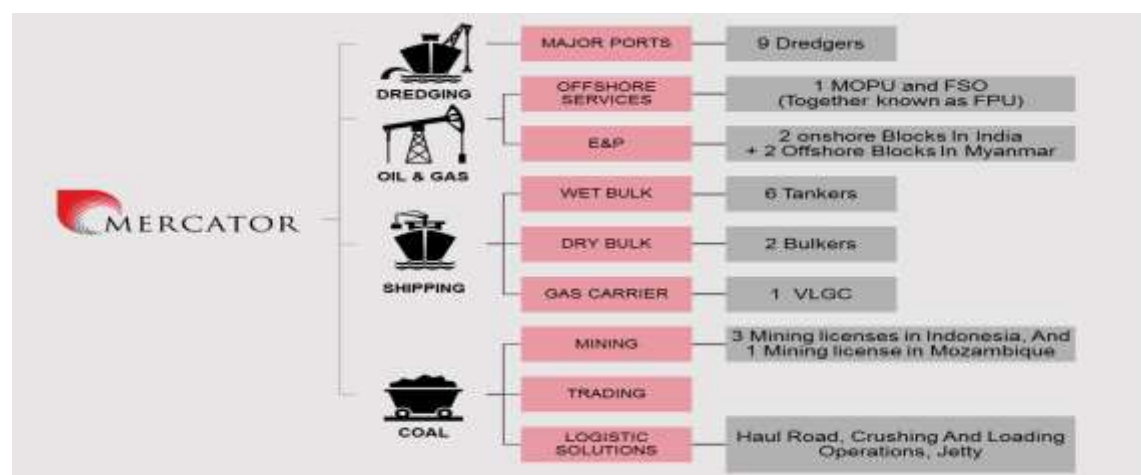 MERCATOR
DREDGING
MAJOR PORTS
9 Dredgers
OIL & GAS
OFFSHORE
SERVICES
1 MOPU and FSO
(Together known as FPU)
E&P
2 onshore Blocks In India
+ 2 Offshore Blocks In Myanmar
SHIPPING
WET BULK
6 Tankers
DRY BULK
2 Bulkers
GAS CARRIER
1 VLGC
COAL
MINING
3 Mining licenses in Indonesia, And
1 Mining license in Mozambique
TRADING
LOGISTIC
SOLUTIONS
Haul Road, Crushing And Loading
Operations, Jetty